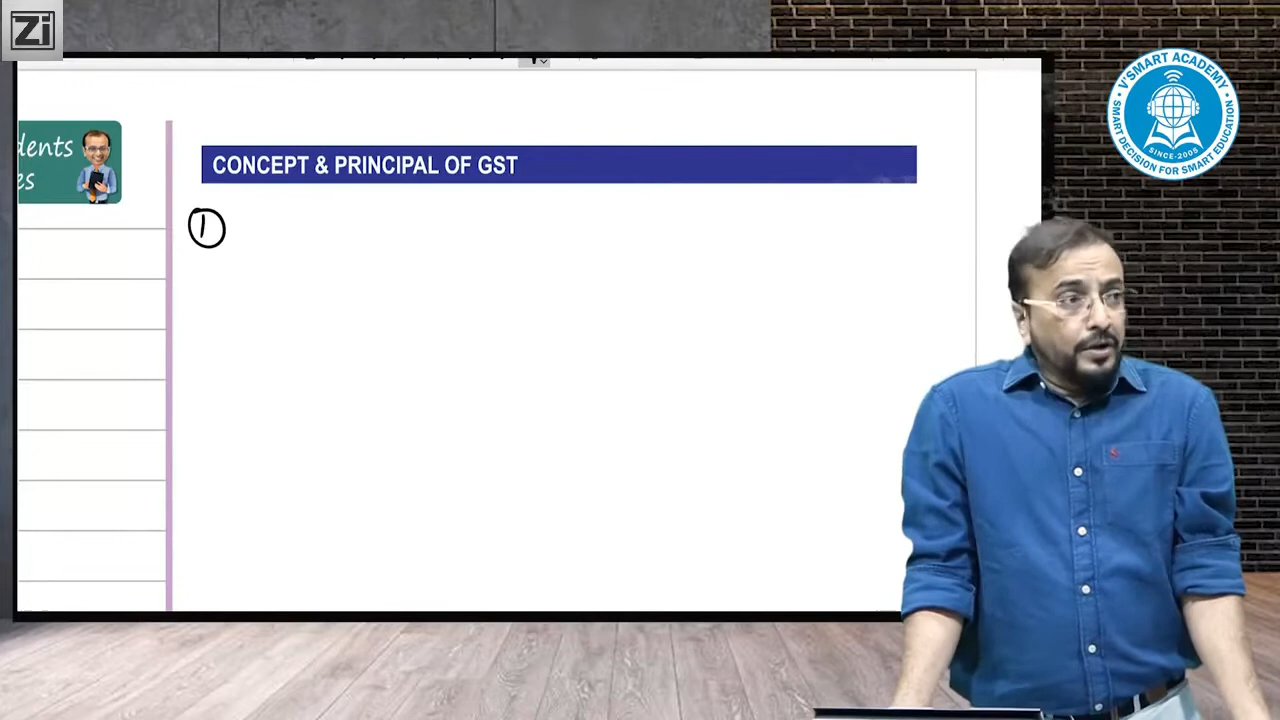 Zi
dents
es
CONCEPT & PRINCIPAL OF GST
1
V'SMART ACADEMY
SMART DECISION FOR SMART EDUCATION
SINCE-2005